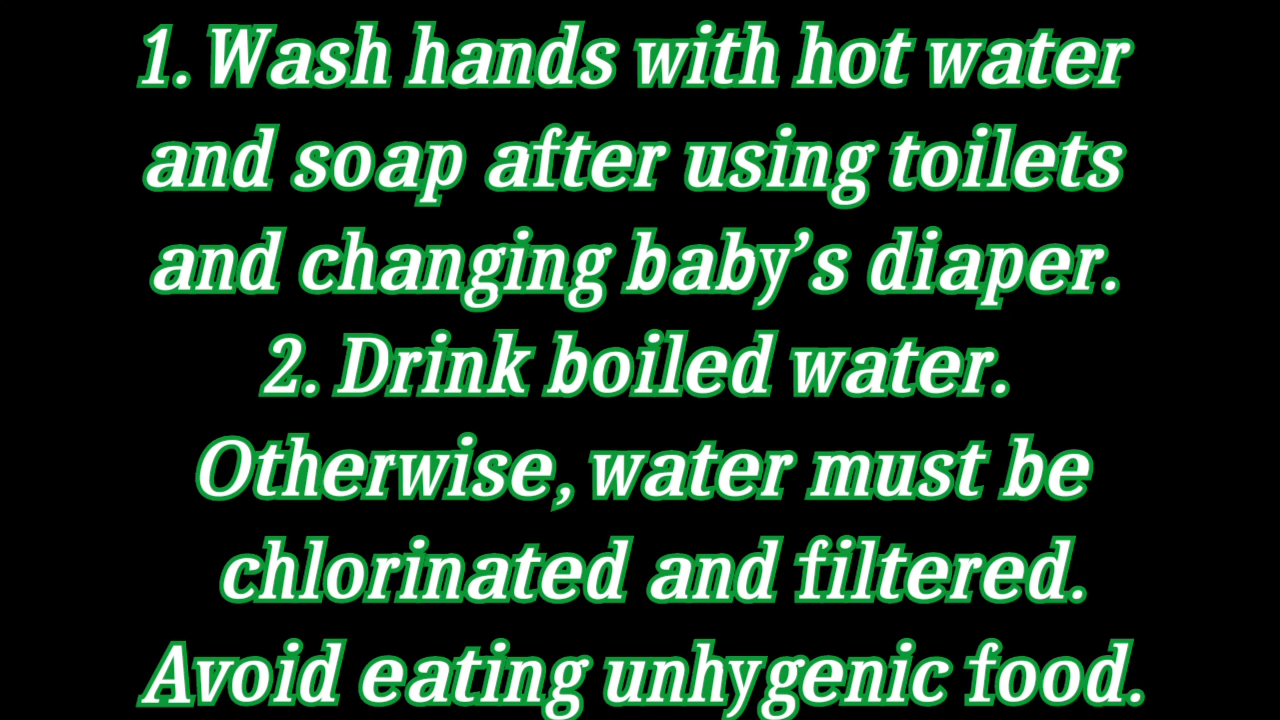 1. Wash hands with hot water
and soap after using toilets
and changing baby’s diaper.
2. Drink boiled water.
Otherwise, water must be
chlorinated and filtered.
Avoid eating unhygenic food.